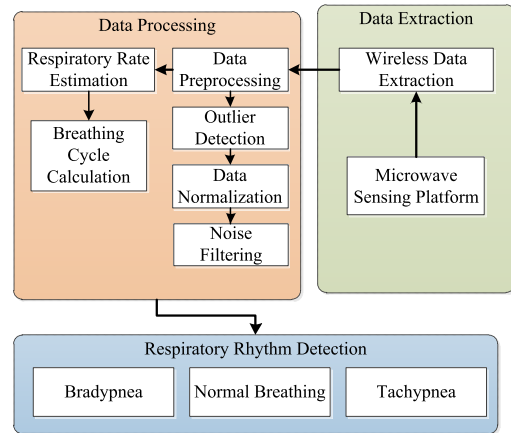 Data Processing
Respiratory Rate
Estimation
Data
Preprocessing
Outlier
Detection
Breathing
Cycle
Calculation
Data
Normalization
Noise
Filtering
Data Extraction
Wireless Data
Extraction
Microwave
Sensing Platform
Respiratory Rhythm Detection
Bradypnea
Normal Breathing
Tachypnea